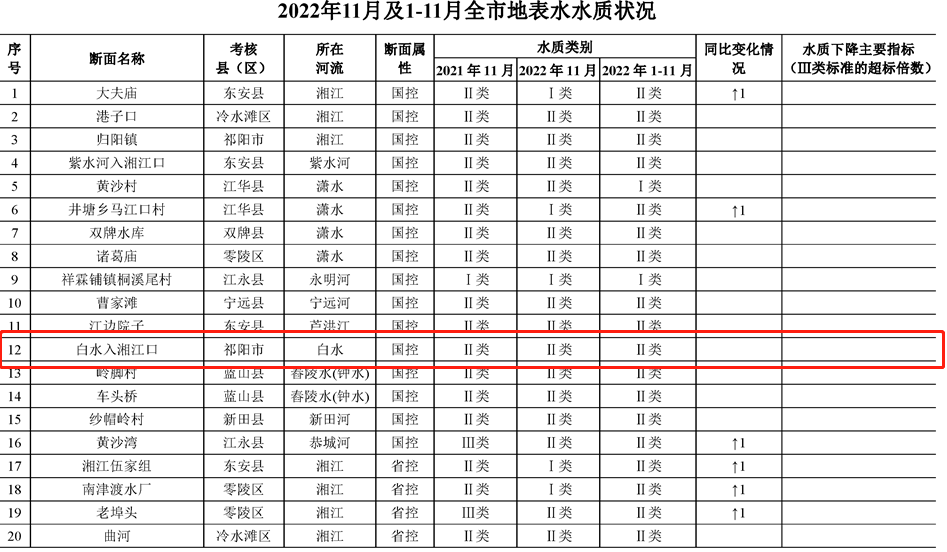 2022年11月及1-11月全市地表水水质状况
序号 断面名称 考核县（区） 所在河流 断面属性 水质类别 同比变化情况 水质下降主要指标（Ⅲ类标准的超标倍数）
2021 年 11 月 2022 年 11 月 2022 年 1-11月
1 大夫庙 东安县 湘江 国控 Ⅱ类 Ⅰ类 Ⅱ类 ↑1
2 港子口 冷水滩区 湘江 国控 Ⅱ类 Ⅱ类 Ⅱ类
3 归阳镇 祁阳市 湘江 国控 Ⅱ类 Ⅱ类 Ⅱ类
4 紫水河入湘江口 东安县 紫水河 国控 Ⅱ类 Ⅱ类 Ⅱ类
5 黄沙村 江华县 潇水 国控 Ⅱ类 Ⅱ类 Ⅰ类
6 井塘乡马江口村 江华县 潇水 国控 Ⅱ类 Ⅰ类 Ⅱ类 ↑1
7 双牌水库 双牌县 潇水 国控 Ⅱ类 Ⅱ类 Ⅱ类
8 诸葛庙 零陵区 潇水 国控 Ⅱ类 Ⅱ类 Ⅱ类
9 祥霖铺镇桐溪尾村 江永县 永明河 国控 Ⅰ类 Ⅰ类 Ⅰ类
10 曹家滩 宁远县 宁远河 国控 Ⅱ类 Ⅱ类 Ⅱ类
11 江边院子 东安县 芦洪江 国控 Ⅱ类 Ⅱ类 Ⅱ类
12 白水入湘江口 祁阳市 白水 国控 Ⅱ类 Ⅱ类 Ⅱ类
13 岭脚村 蓝山县 舂陵水(钟水) 国控 Ⅱ类 Ⅱ类 Ⅱ类
14 车头桥 蓝山县 舂陵水(钟水) 国控 Ⅱ类 Ⅱ类 Ⅱ类
15 纱帽岭村 新田县 新田河 国控 Ⅱ类 Ⅱ类 Ⅱ类
16 黄沙湾 江永县 恭城河 国控 Ⅲ类 Ⅱ类 Ⅱ类 ↑1
17 湘江伍家组 东安县 湘江 省控 Ⅱ类 Ⅰ类 Ⅱ类 ↑1
18 南津渡水厂 零陵区 湘江 省控 Ⅱ类 Ⅰ类 Ⅱ类 ↑1
19 老埠头 零陵区 湘江 省控 Ⅲ类 Ⅱ类 Ⅱ类 ↑1
20 曲河 冷水滩区 湘江 省控 Ⅱ类 Ⅱ类 Ⅱ类